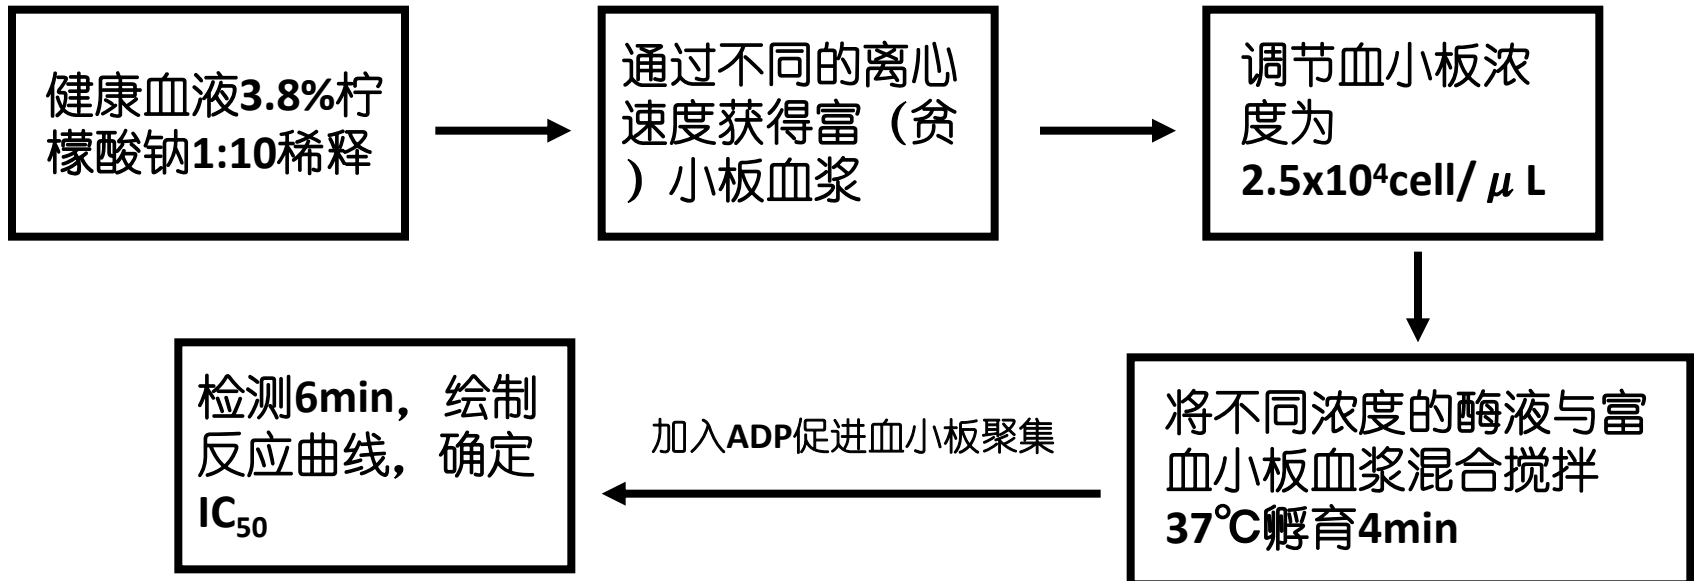 健康血液3.8%柠
檬酸钠1:10稀释
通过不同的离心
速度获得富（贫
）小板血浆
调节血小板浓
度为
2.5x10⁴cell/ μ L
将不同浓度的酶液与富
血小板血浆混合搅拌
37℃孵育4min
加入ADP促进血小板聚集
检测6min，绘制
反应曲线，确定
IC₅₀